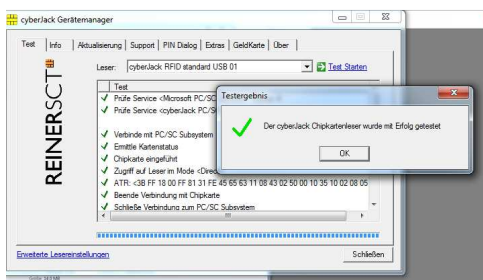 cyberJack Gerätemanager
Test Info Aktualisierung Support PIN Dialog Extras GeldKarte Über
REINERSCT
Leser: cyberJack RFID standard USB 01 Test Starten
Test
Prüfe Service <Microsoft PC/SC
Prüfe Service <cyberJack PC/SC
Verbinde mit PC/SC Subsystem
Ermittle Kartenstatus
Chipkarte eingeführt
Zugriff auf Leser im Mode <Direc
ATR: <3B FF 18 00 FF 81 31 FE 45 65 63 11 08 43 02 50 00 10 35 10 02 08 05
Beende Verbindung mit Chipkarte
Schließe Verbindung zum PC/SC Subsystem
Testergebnis
Der cyberJack Chipkartenleser wurde mit Erfolg getestet
OK
Erweiterte Lesereinstellungen
Schließen